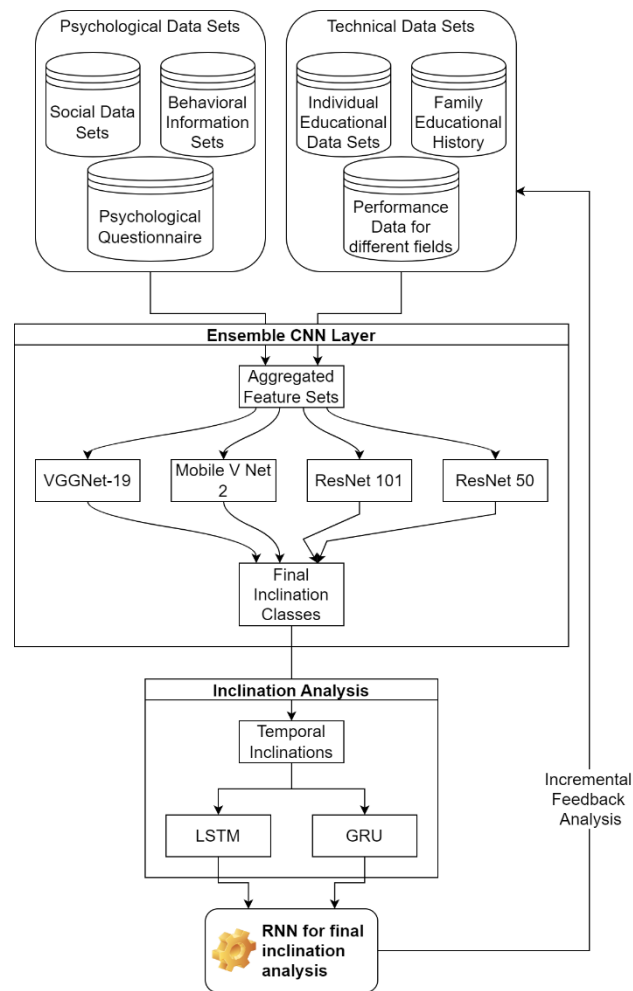 Psychological Data Sets
Technical Data Sets
Social Data
Sets
Behavioral
Information
Sets
Psychological
Questionnaire
Individual
Educational
Data Sets
Family
Educational
History
Performance
Data for
different fields
Ensemble CNN Layer
Aggregated
Feature Sets
VGGNet-19
Mobile V Net
2
ResNet 101
ResNet 50
Final
Inclination
Classes
Inclination Analysis
Temporal
Inclinations
LSTM
GRU
Incremental
Feedback
Analysis
RNN for final
inclination
analysis